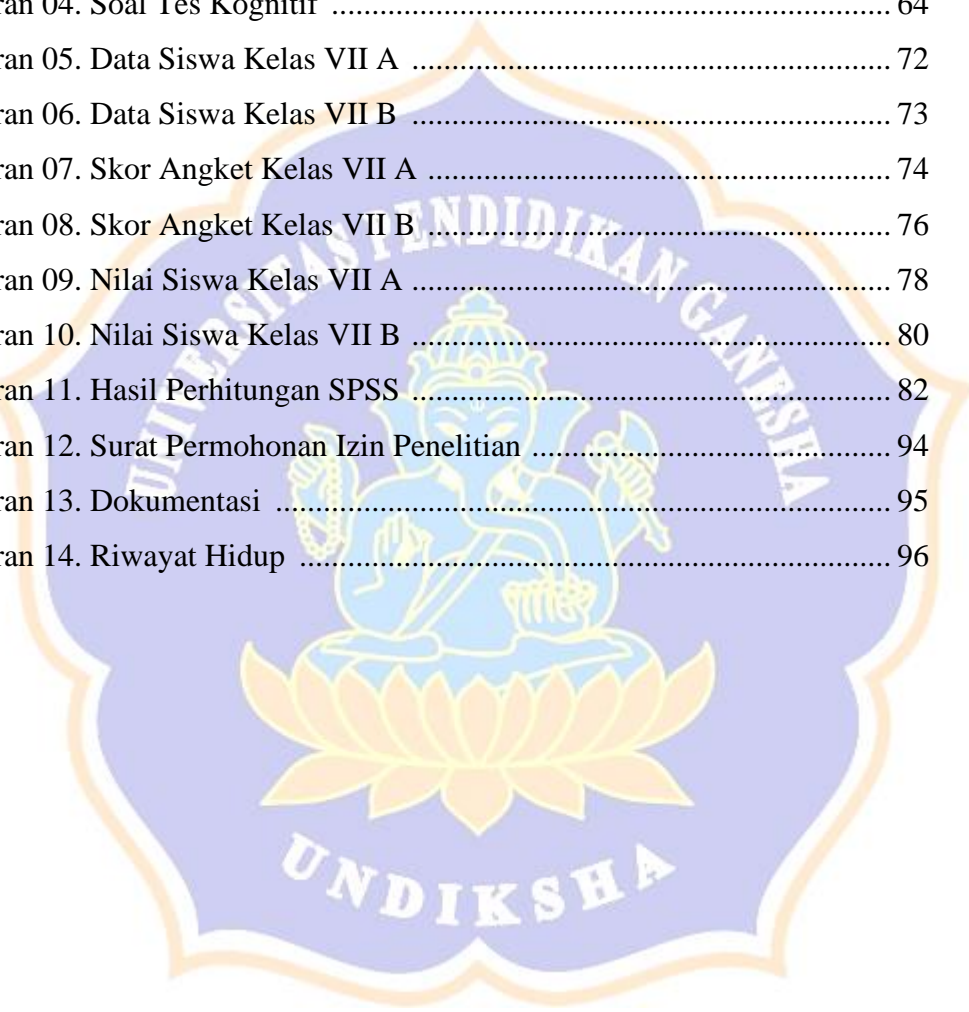 ran 04. Soal Tes Kognitif ................................................................................ 64
ran 05. Data Siswa Kelas VII A .................................................................... 72
ran 06. Data Siswa Kelas VII B .................................................................... 73
ran 07. Skor Angket Kelas VII A .................................................................. 74
ran 08. Skor Angket Kelas VII B .................................................................. 76
ran 09. Nilai Siswa Kelas VII A .................................................................... 78
ran 10. Nilai Siswa Kelas VII B .................................................................... 80
ran 11. Hasil Perhitungan SPSS .................................................................... 82
ran 12. Surat Permohonan Izin Penelitian ................................................... 94
ran 13. Dokumentasi ....................................................................................... 95
ran 14. Riwayat Hidup .................................................................................... 96
UNIVERSITAS PENDIDIKAN GANESHA
UNDIKSHA